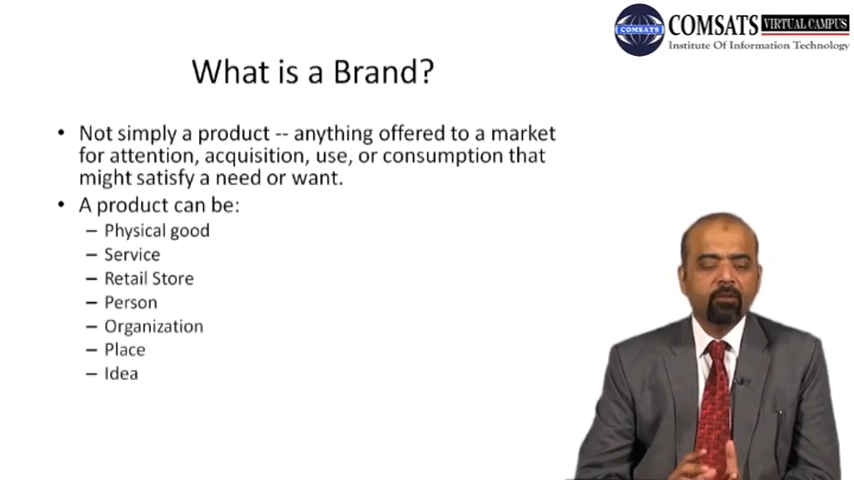 COMSATS VIRTUAL CAMPUS
COMSATS
Institute Of Information Technology
What is a Brand?
• Not simply a product -- anything offered to a market
for attention, acquisition, use, or consumption that
might satisfy a need or want.
• A product can be:
– Physical good
– Service
– Retail Store
– Person
– Organization
– Place
– Idea